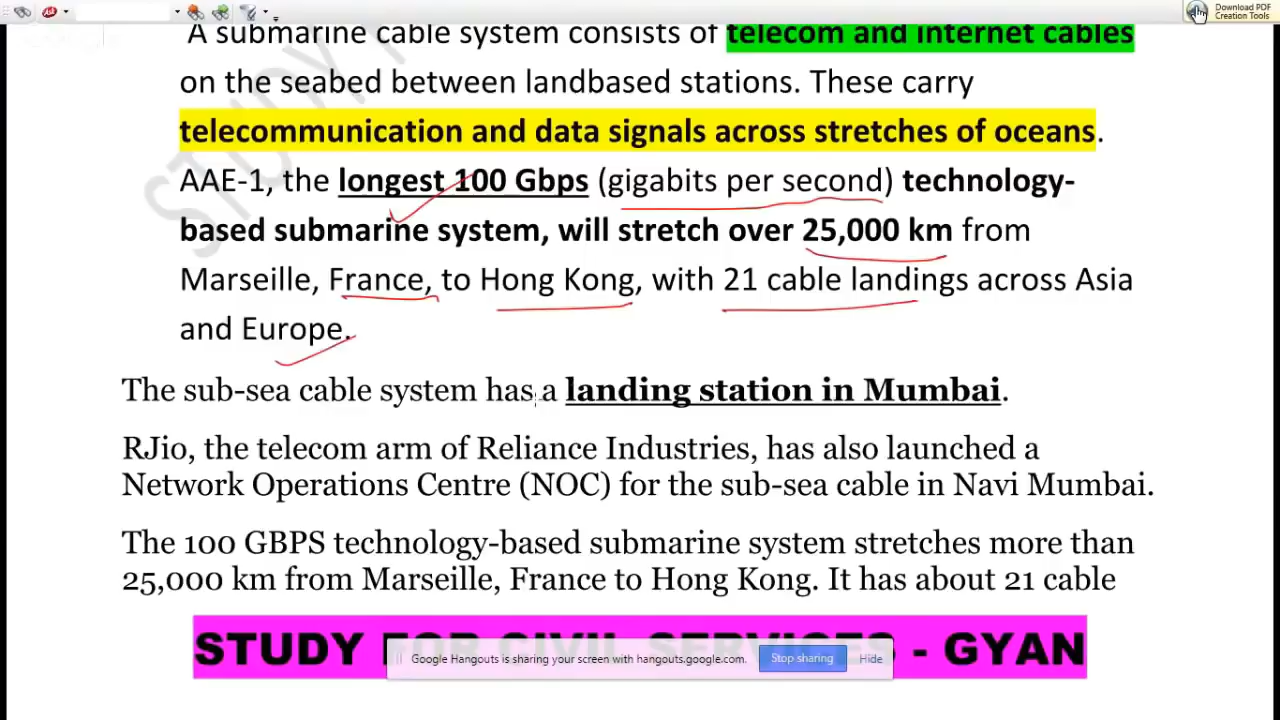 Download PDF
Creation Tools
A submarine cable system consists of telecom and internet cables
on the seabed between landbased stations. These carry
telecommunication and data signals across stretches of oceans.
AAE-1, the longest 100 Gbps (gigabits per second) technology-
based submarine system, will stretch over 25,000 km from
Marseille, France, to Hong Kong, with 21 cable landings across Asia
and Europe.
The sub-sea cable system has a landing station in Mumbai.
RJio, the telecom arm of Reliance Industries, has also launched a
Network Operations Centre (NOC) for the sub-sea cable in Navi Mumbai.
The 100 GBPS technology-based submarine system stretches more than
25,000 km from Marseille, France to Hong Kong. It has about 21 cable
STUDY FOR CIVIL SERVICES - GYAN
Google Hangouts is sharing your screen with hangouts.google.com. Stop sharing Hide